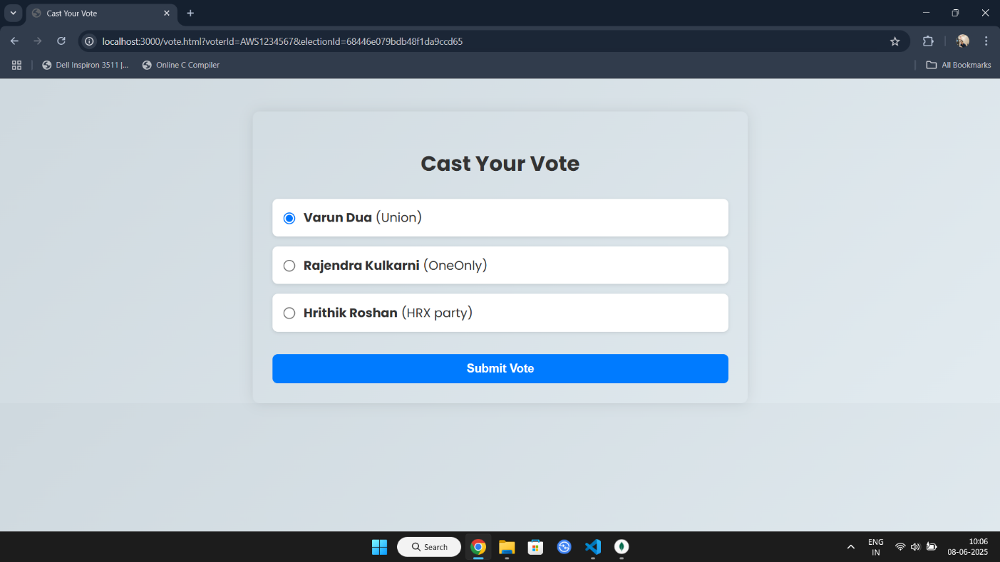 Cast Your Vote
localhost:3000/vote.html?voterId=AWS1234567&electionId=68446e079bdb48f1da9ccd65
Dell Inspiron 3511 |... Online C Compiler All Bookmarks
Cast Your Vote
Varun Dua (Union)
Rajendra Kulkarni (OneOnly)
Hrithik Roshan (HRX party)
Submit Vote
Search
ENG
IN
10:06
08-06-2025